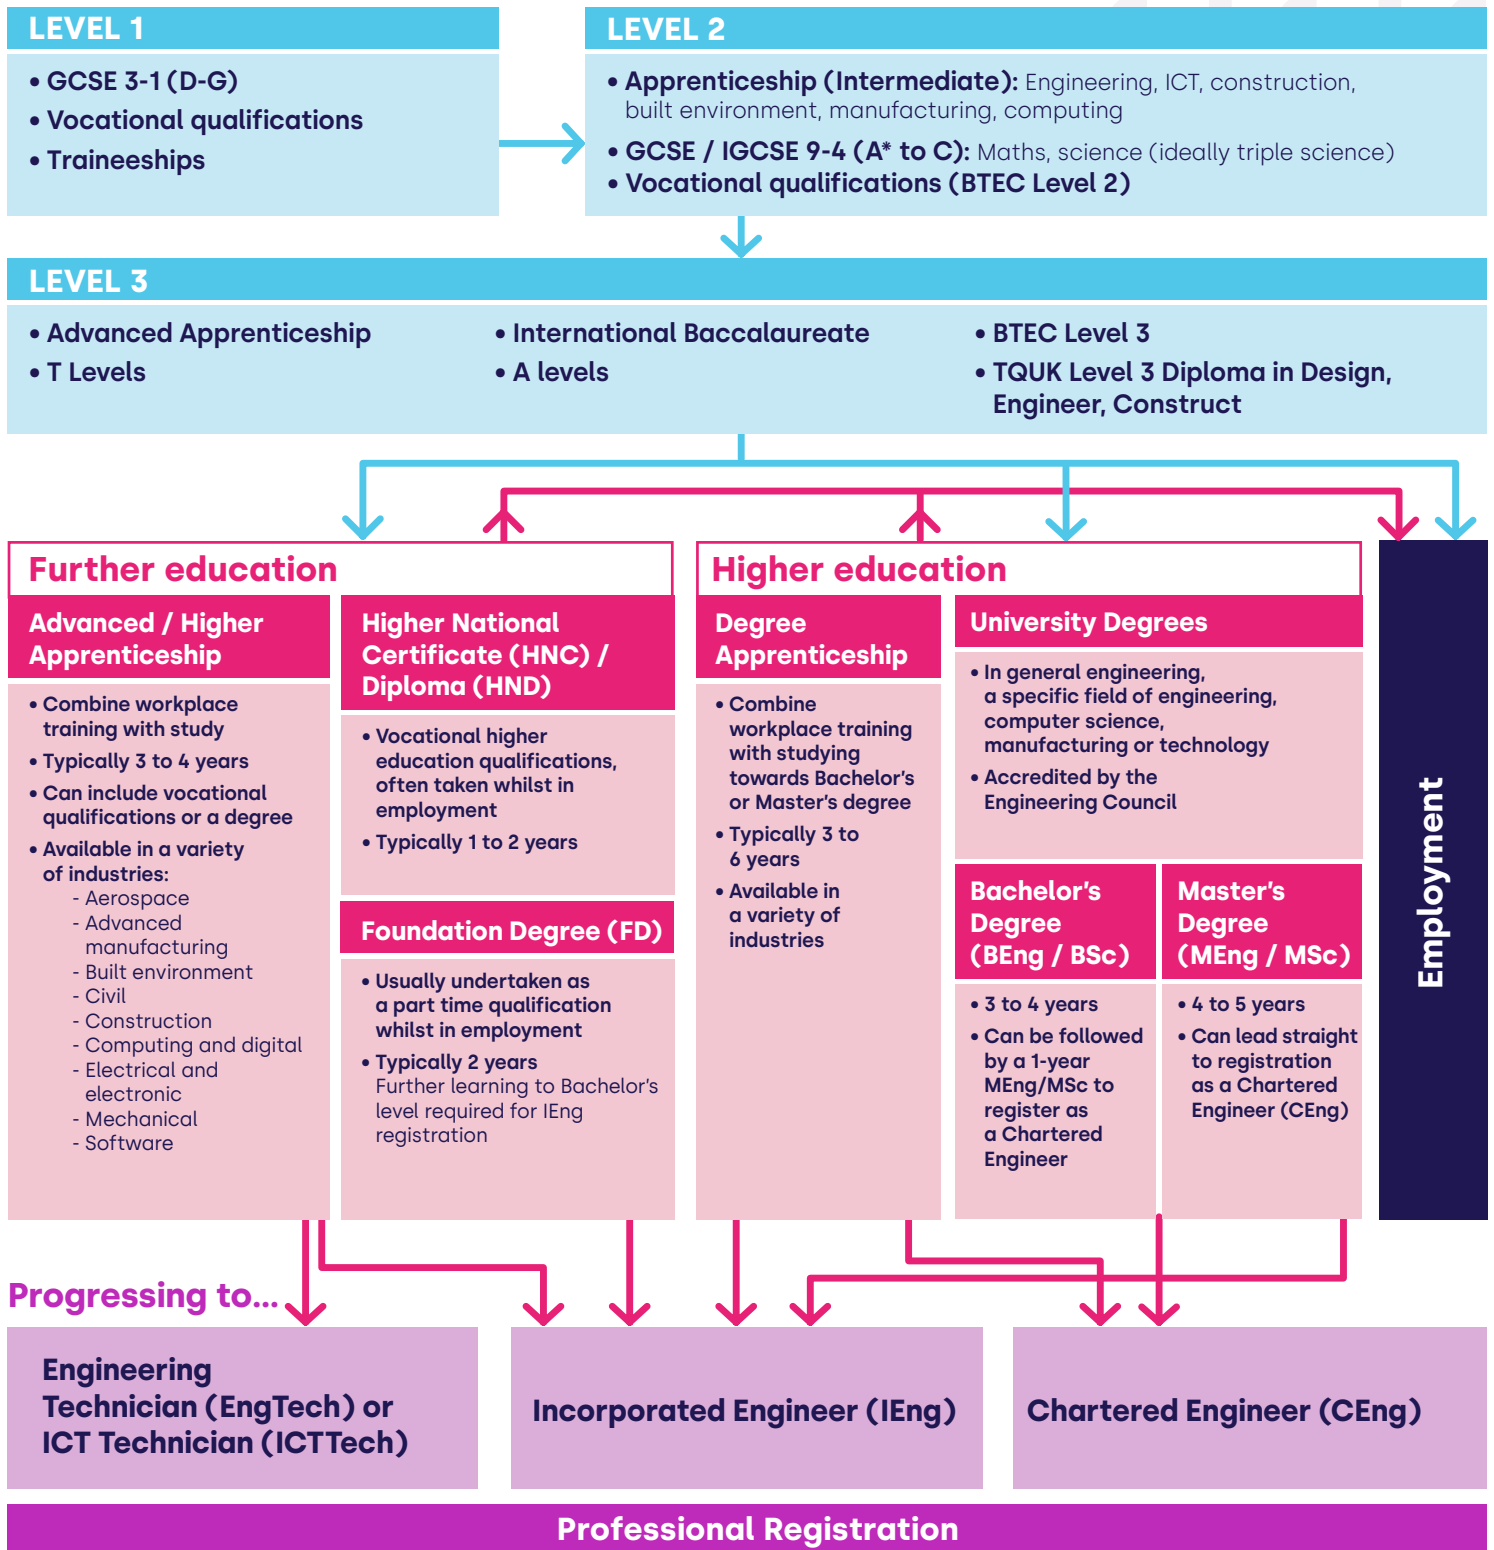 LEVEL 1
• GCSE 3-1 (D-G)
• Vocational qualifications
• Traineeships
LEVEL 2
• Apprenticeship (Intermediate): Engineering, ICT, construction,
built environment, manufacturing, computing
• GCSE / IGCSE 9-4 (A* to C): Maths, science (ideally triple science)
• Vocational qualifications (BTEC Level 2)
LEVEL 3
• Advanced Apprenticeship
• T Levels
• International Baccalaureate
• A levels
• BTEC Level 3
• TQUK Level 3 Diploma in Design,
Engineer, Construct
Further education
Advanced / Higher
Apprenticeship
• Combine workplace
training with study
• Typically 3 to 4 years
• Can include vocational
qualifications or a degree
• Available in a variety
of industries:
- Aerospace
- Advanced
manufacturing
- Built environment
- Civil
- Construction
- Computing and digital
- Electrical and
electronic
- Mechanical
- Software
Higher National
Certificate (HNC) /
Diploma (HND)
• Vocational higher
education qualifications,
often taken whilst in
employment
• Typically 1 to 2 years
Foundation Degree (FD)
• Usually undertaken as
a part time qualification
whilst in employment
• Typically 2 years
Further learning to Bachelor's
level required for IEng
registration
Higher education
Degree
Apprenticeship
• Combine
workplace training
with studying
towards Bachelor's
or Master's degree
• Typically 3 to
6 years
• Available in
a variety of
industries
University Degrees
• In general engineering,
a specific field of engineering,
computer science,
manufacturing or technology
• Accredited by the
Engineering Council
Bachelor's
Degree
(BEng / BSc)
• 3 to 4 years
• Can be followed
by a 1-year
MEng/MSc to
register as
a Chartered
Engineer
Master's
Degree
(MEng / MSc)
• 4 to 5 years
• Can lead straight
to registration
as a Chartered
Engineer (CEng)
Employment
Progressing to...
Engineering
Technician (EngTech) or
ICT Technician (ICTTech)
Incorporated Engineer (IEng)
Chartered Engineer (CEng)
Professional Registration